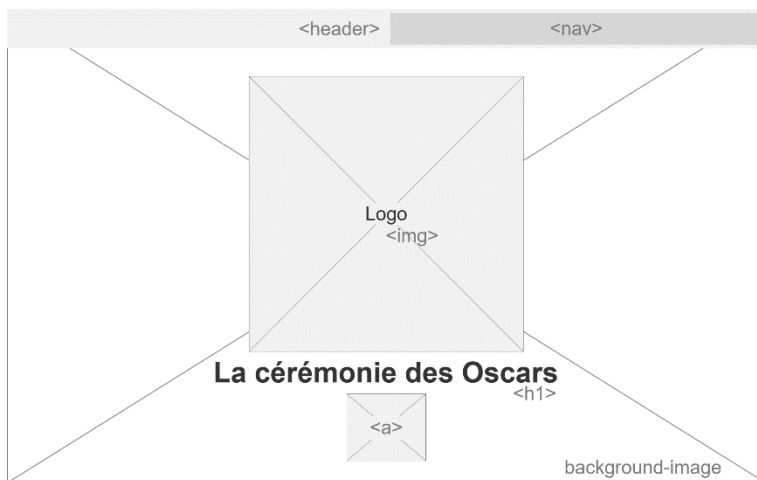 <header> <nav>
Logo
<img>
La cérémonie des Oscars
<h1>
<a>
background-image